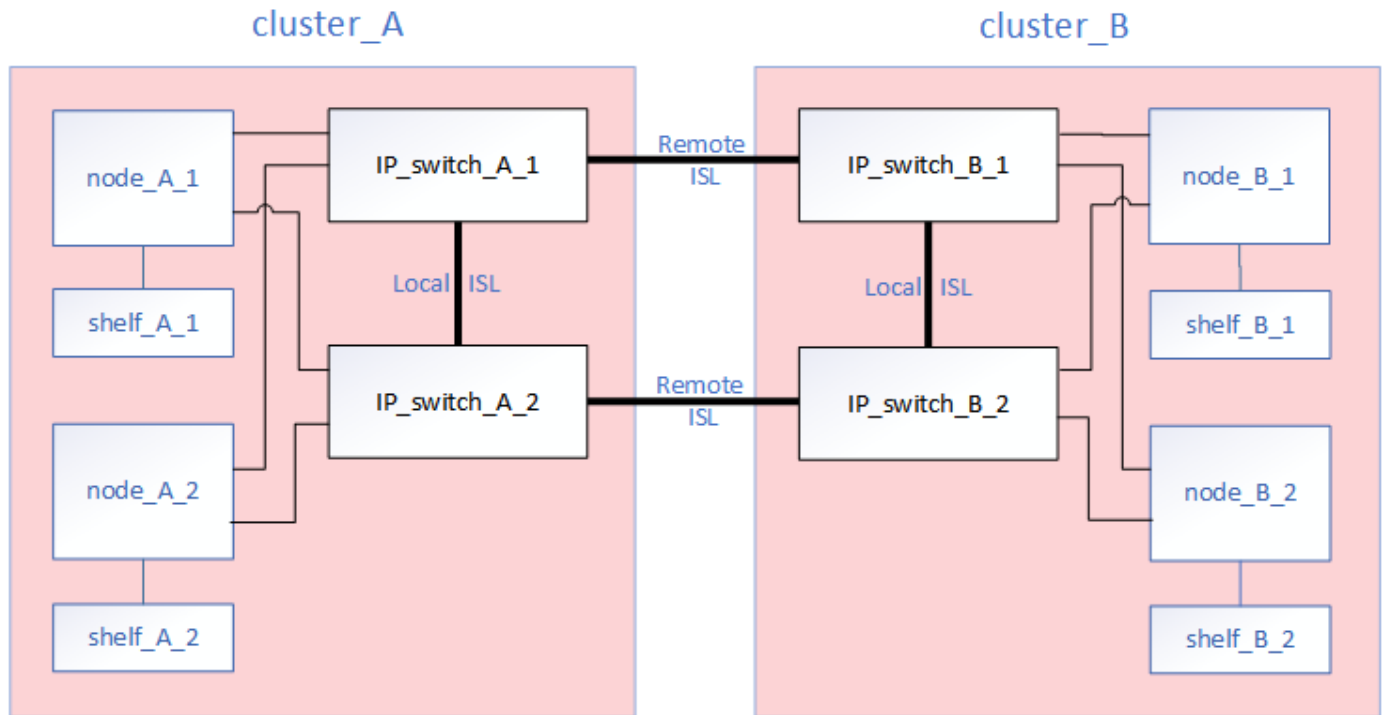 cluster_A
cluster_B
node_A_1
IP_switch_A_1
Remote
ISL
IP_switch_B_1
node_B_1
Local ISL
Local ISL
shelf_A_1
shelf_B_1
IP_switch_A_2
Remote
ISL
IP_switch_B_2
node_A_2
node_B_2
shelf_A_2
shelf_B_2